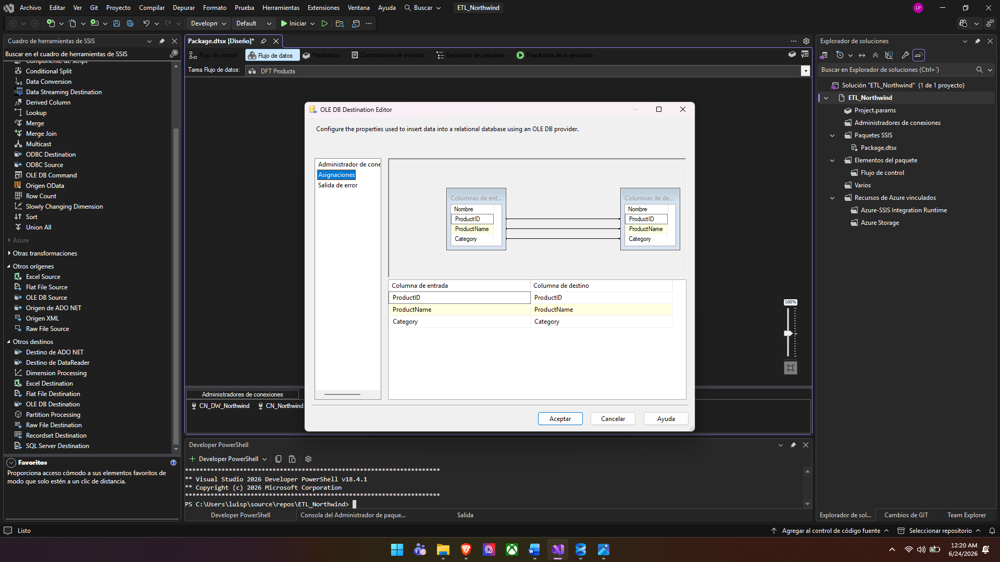 Archivo Editar Ver Git Proyecto Compilar Depurar Formato Prueba Herramientas Extensiones Ventana Ayuda Buscar ETL_Northwind LP
Developm Default Iniciar
Cuadro de herramientas de SSIS
Buscar en el cuadro de herramientas de SSIS
Componente de script
Conditional Split
Data Conversion
Data Streaming Destination
Derived Column
Lookup
Merge
Merge Join
Multicast
ODBC Destination
ODBC Source
OLE DB Command
Origen OData
Row Count
Slowly Changing Dimension
Sort
Union All
Azure
Otras transformaciones
Otros orígenes
Excel Source
Flat File Source
OLE DB Source
Origen de ADO NET
Origen XML
Raw File Source
Otros destinos
Destino de ADO NET
Destino de DataReader
Dimension Processing
Excel Destination
Flat File Destination
OLE DB Destination
Partition Processing
Raw File Destination
Recordset Destination
SQL Server Destination
Favoritos
Proporciona acceso cómodo a sus elementos favoritos de
modo que solo estén a un clic de distancia.
Package.dtsx [Diseño]*
Flujo de control Flujo de datos Parámetros Controladores de eventos Explorador de paquetes Resultados de la ejecución
Tarea Flujo de datos: DFT Products
OLE DB Destination Editor
Configure the properties used to insert data into a relational database using an OLE DB provider.
Administrador de cone
Asignaciones
Salida de error
Columnas de ent... Columnas de de...
Nombre Nombre
ProductID ProductID
ProductName ProductName
Category Category
Columna de entrada Columna de destino
ProductID ProductID
ProductName ProductName
Category Category
Aceptar Cancelar Ayuda
100%
Administradores de conexiones
CN_DW_Northwind CN_Northwind
Developer PowerShell
Developer PowerShell
**********************************************************************
** Visual Studio 2026 Developer PowerShell v18.4.1
** Copyright (c) 2026 Microsoft Corporation
**********************************************************************
PS C:\Users\luisp\source\repos\ETL_Northwind>
Developer PowerShell Consola del Administrador de paque... Salida
Explorador de soluciones
Buscar en Explorador de soluciones (Ctrl+´)
Solución "ETL_Northwind" (1 de 1 proyecto)
ETL_Northwind
Project.params
Administradores de conexiones
Paquetes SSIS
Package.dtsx
Elementos del paquete
Flujo de control
Varios
Recursos de Azure vinculados
Azure-SSIS Integration Runtime
Azure Storage
Explorador de sol... Cambios de GIT Team Explorer
Listo Agregar al control de código fuente Seleccionar repositorio
12:20 AM
6/24/2026